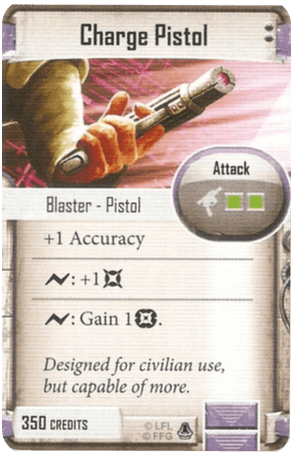 Charge Pistol
Attack
Blaster - Pistol
+1 Accuracy
: +1
: Gain 1.
Designed for civilian use,
but capable of more.
350 CREDITS
© LFL
© FFG